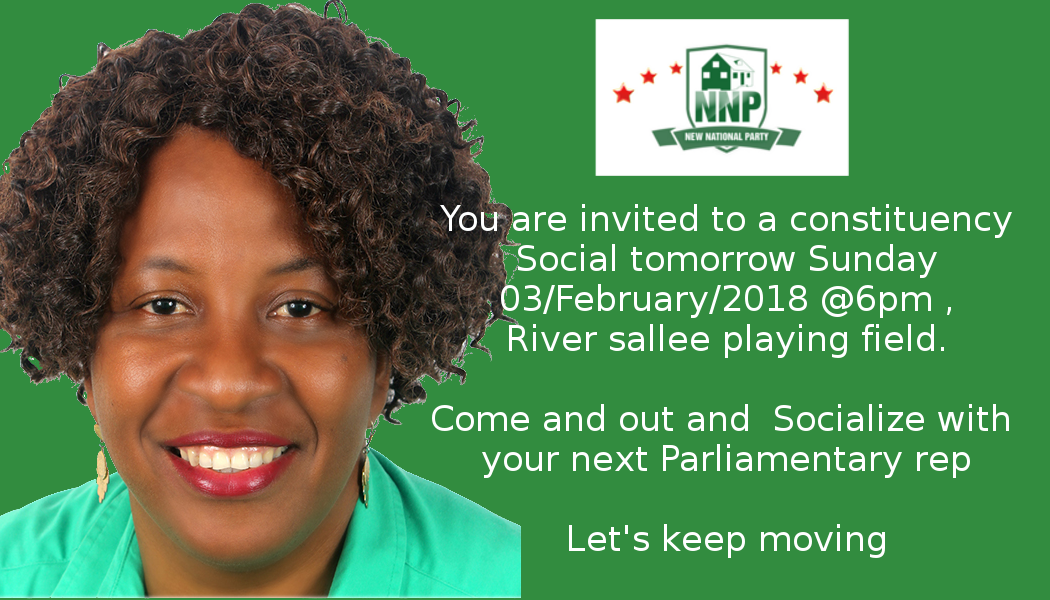 NNP
NEW NATIONAL PARTY
You are invited to a constituency
Social tomorrow Sunday
03/February/2018 @6pm ,
River sallee playing field.
Come and out and  Socialize with
your next Parliamentary rep
Let's keep moving